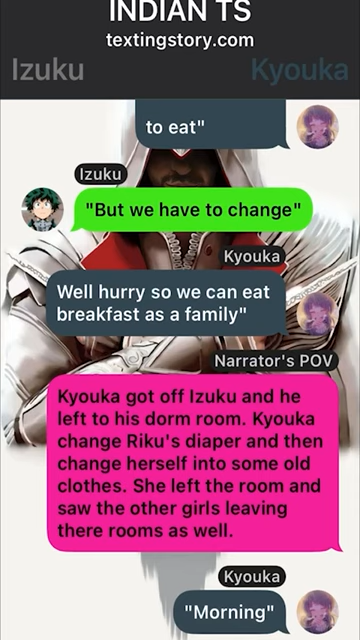 INDIAN TS
textingstory.com
Izuku
Kyouka
to eat"
Izuku
"But we have to change"
Kyouka
Well hurry so we can eat
breakfast as a family"
Narrator's POV
Kyouka got off Izuku and he
left to his dorm room. Kyouka
change Riku's diaper and then
change herself into some old
clothes. She left the room and
saw the other girls leaving
there rooms as well.
Kyouka
"Morning"